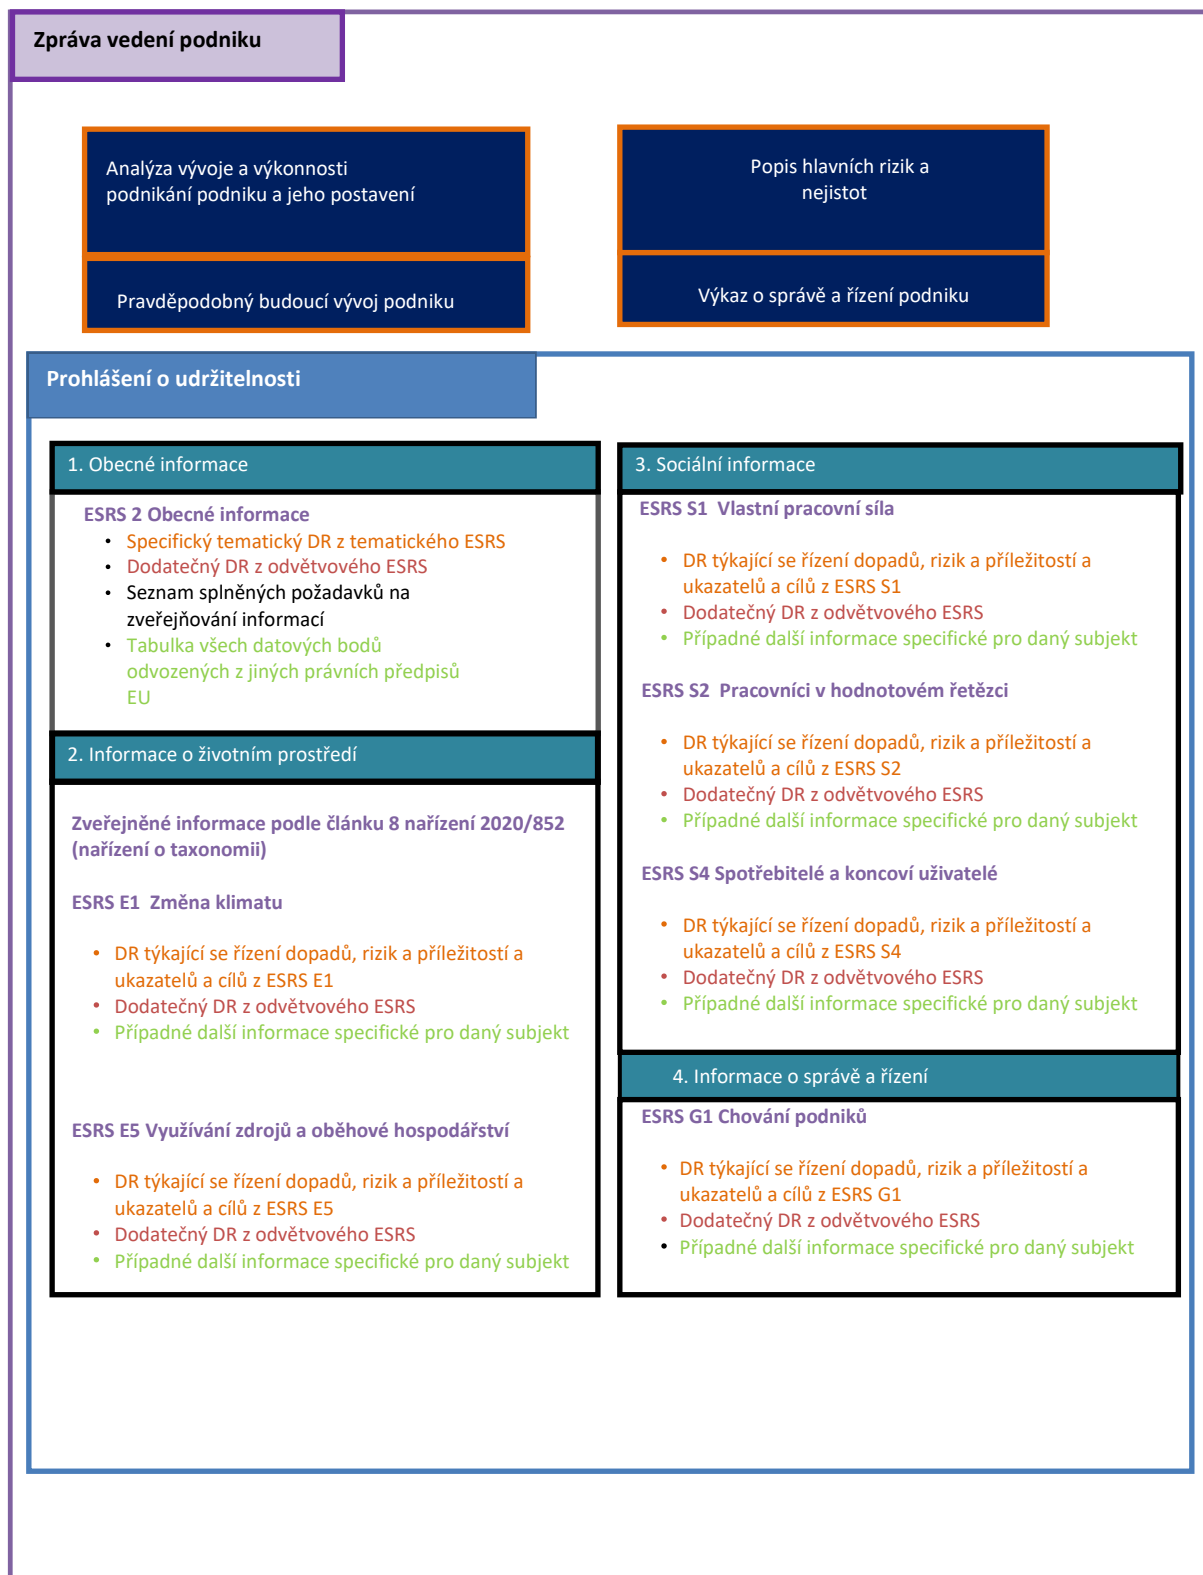 Zpráva vedení podniku
Analýza vývoje a výkonnosti
podnikání podniku a jeho postavení
Popis hlavních rizik a
nejistot
Pravděpodobný budoucí vývoj podniku
Výkaz o správě a řízení podniku
Prohlášení o udržitelnosti
1. Obecné informace
ESRS 2 Obecné informace
• Specifický tematický DR z tematického ESRS
• Dodatečný DR z odvětvového ESRS
• Seznam splněných požadavků na
zveřejňování informací
• Tabulka všech datových bodů
odvozených z jiných právních předpisů
EU
2. Informace o životním prostředí
Zveřejněné informace podle článku 8 nařízení 2020/852
(nařízení o taxonomii)
ESRS E1 Změna klimatu
• DR týkající se řízení dopadů, rizik a příležitostí a
ukazatelů a cílů z ESRS E1
• Dodatečný DR z odvětvového ESRS
• Případné další informace specifické pro daný subjekt
ESRS E5 Využívání zdrojů a oběhové hospodářství
• DR týkající se řízení dopadů, rizik a příležitostí a
ukazatelů a cílů z ESRS E5
• Dodatečný DR z odvětvového ESRS
• Případné další informace specifické pro daný subjekt
3. Sociální informace
ESRS S1 Vlastní pracovní síla
• DR týkající se řízení dopadů, rizik a příležitostí a
ukazatelů a cílů z ESRS S1
• Dodatečný DR z odvětvového ESRS
• Případné další informace specifické pro daný subjekt
ESRS S2 Pracovníci v hodnotovém řetězci
• DR týkající se řízení dopadů, rizik a příležitostí a
ukazatelů a cílů z ESRS S2
• Dodatečný DR z odvětvového ESRS
• Případné další informace specifické pro daný subjekt
ESRS S4 Spotřebitelé a koncoví uživatelé
• DR týkající se řízení dopadů, rizik a příležitostí a
ukazatelů a cílů z ESRS S4
• Dodatečný DR z odvětvového ESRS
• Případné další informace specifické pro daný subjekt
4. Informace o správě a řízení
ESRS G1 Chování podniků
• DR týkající se řízení dopadů, rizik a příležitostí a
ukazatelů a cílů z ESRS G1
• Dodatečný DR z odvětvového ESRS
• Případné další informace specifické pro daný subjekt